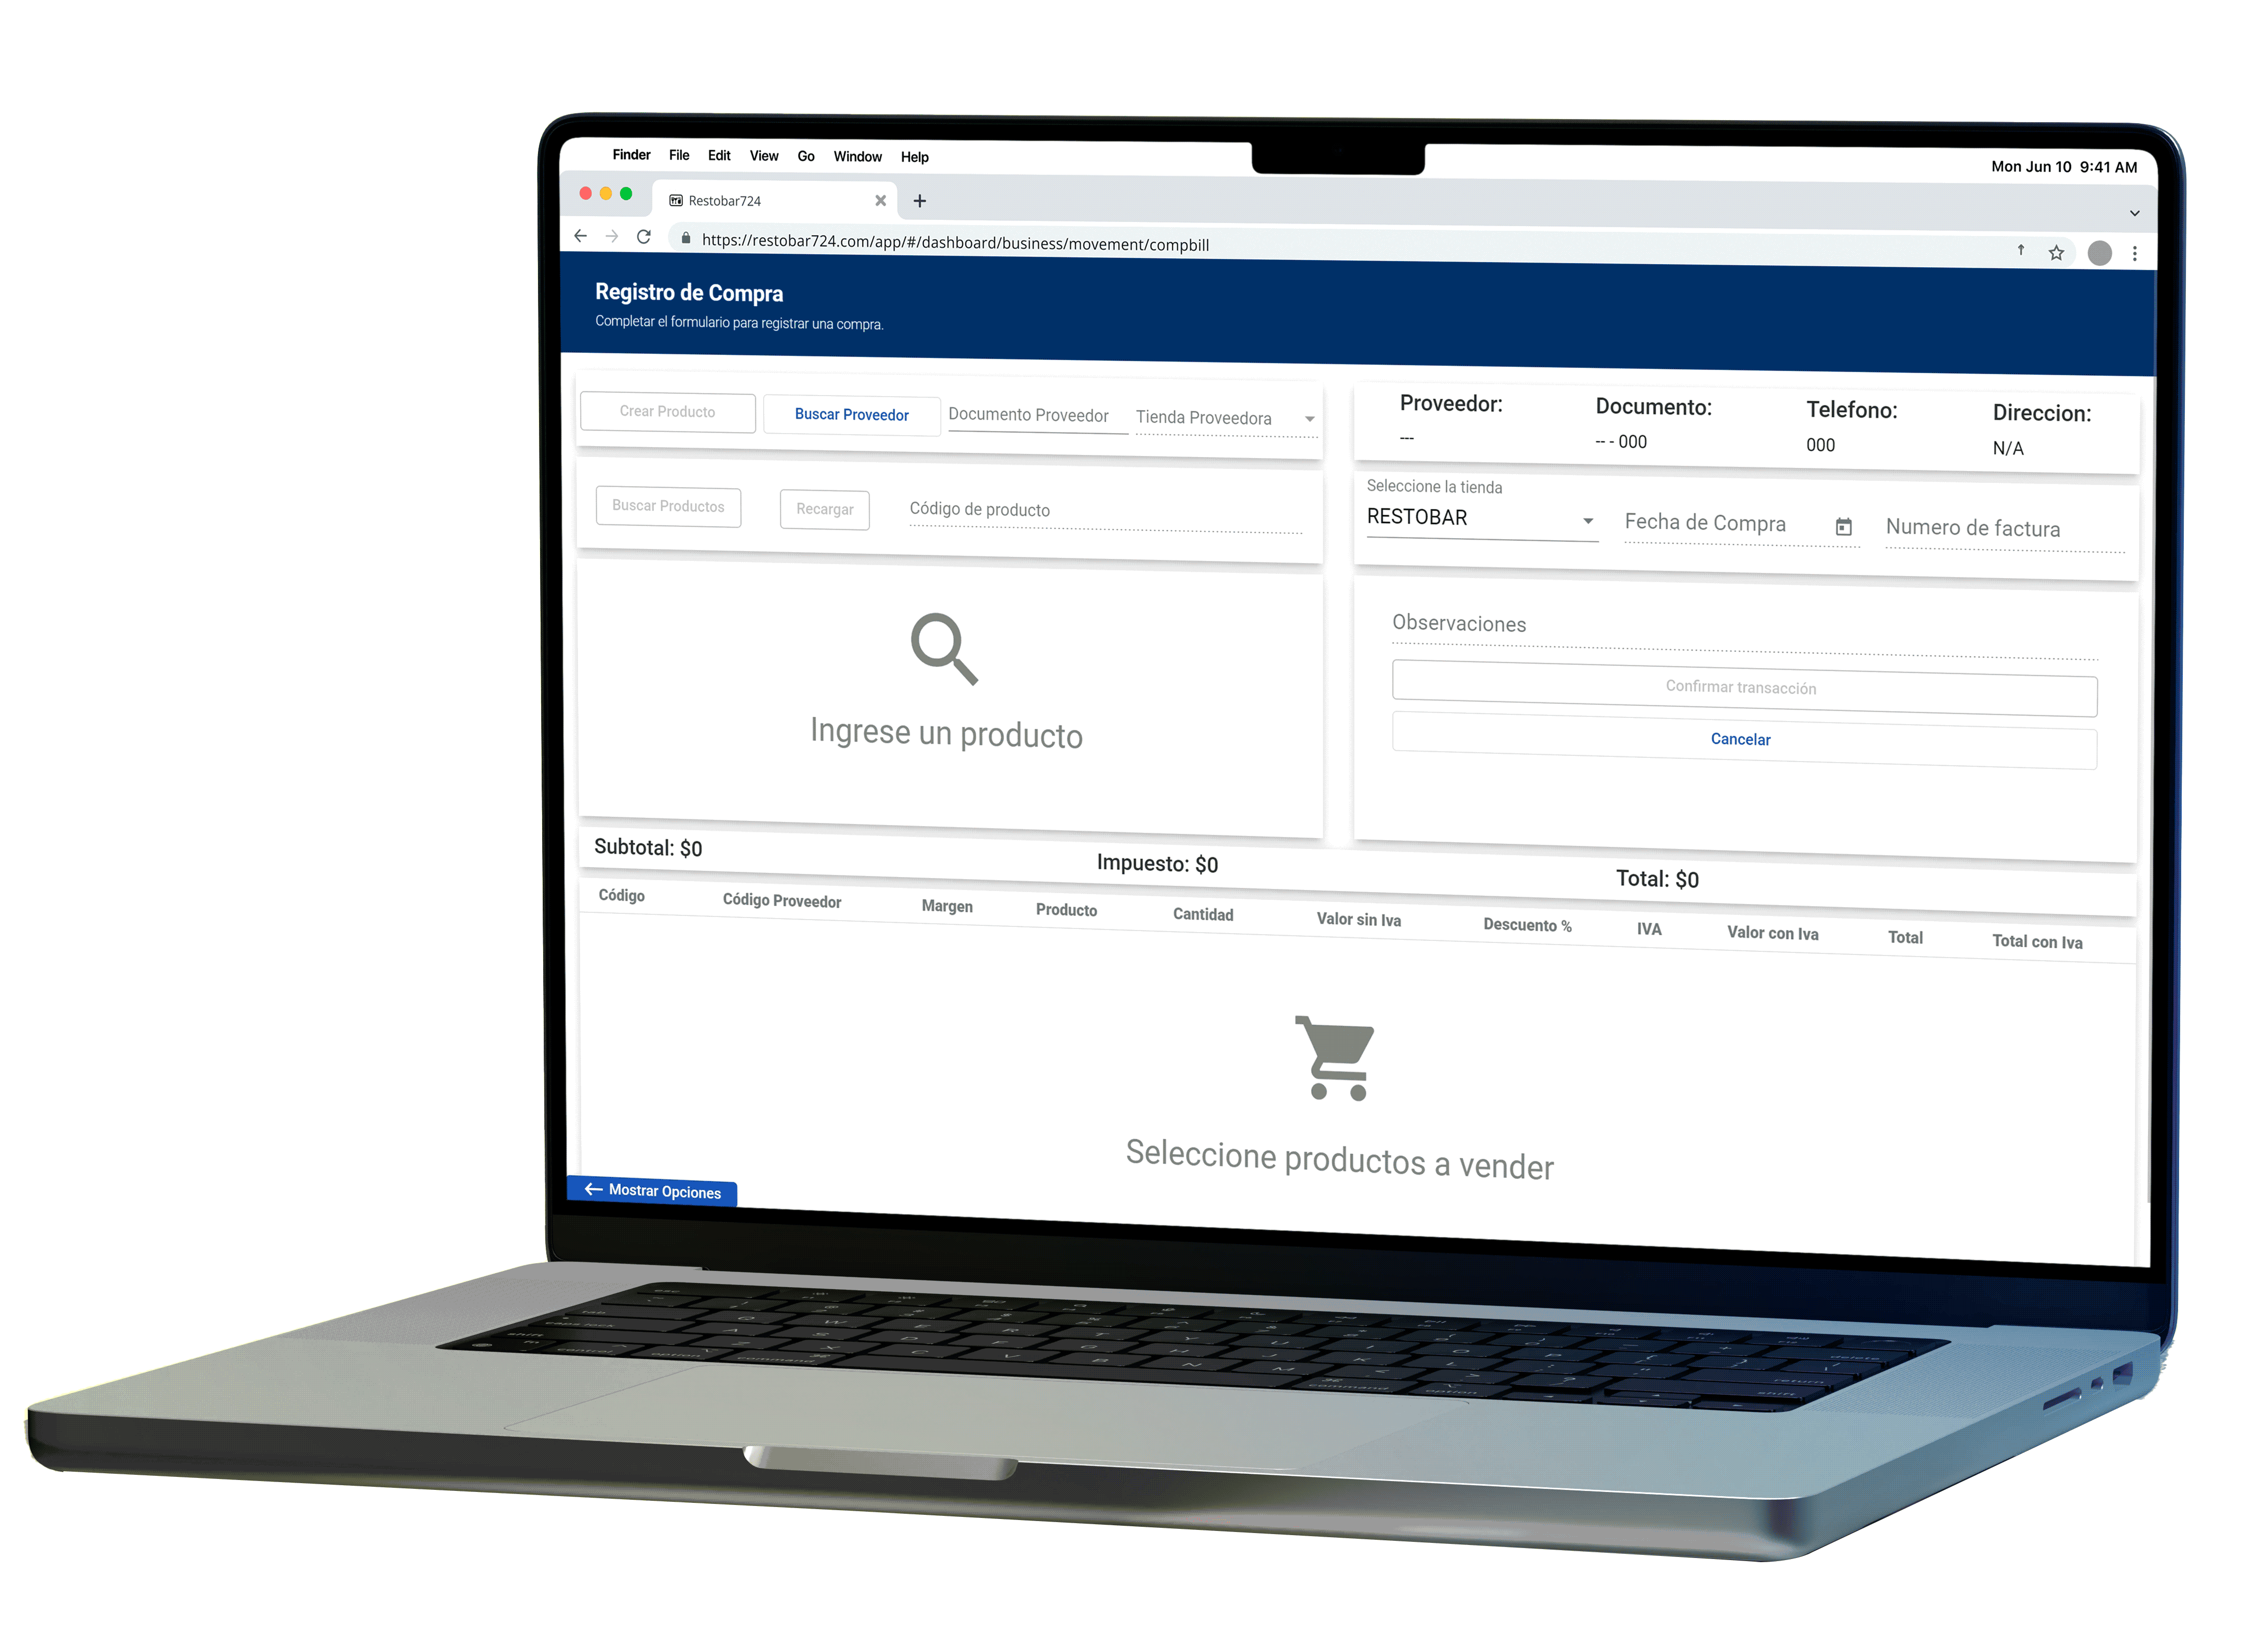 Finder File Edit View Go Window Help
Mon Jun 10 9:41 AM
Restobar724
https://restobar724.com/app/#/dashboard/business/movement/compbill
Registro de Compra
Completar el formulario para registrar una compra.
Crear Producto
Buscar Proveedor
Documento Proveedor
Tienda Proveedora
Proveedor: Documento: Telefono: Direccion:
--- -- - 000 000 N/A
Buscar Productos
Recargar
Código de producto
Seleccione la tienda
RESTOBAR
Fecha de Compra
Numero de factura
Ingrese un producto
Observaciones
Confirmar transacción
Cancelar
Subtotal: $0 Impuesto: $0 Total: $0
Código Código Proveedor Margen Producto Cantidad Valor sin Iva Descuento % IVA Valor con Iva Total Total con Iva
Seleccione productos a vender
Mostrar Opciones